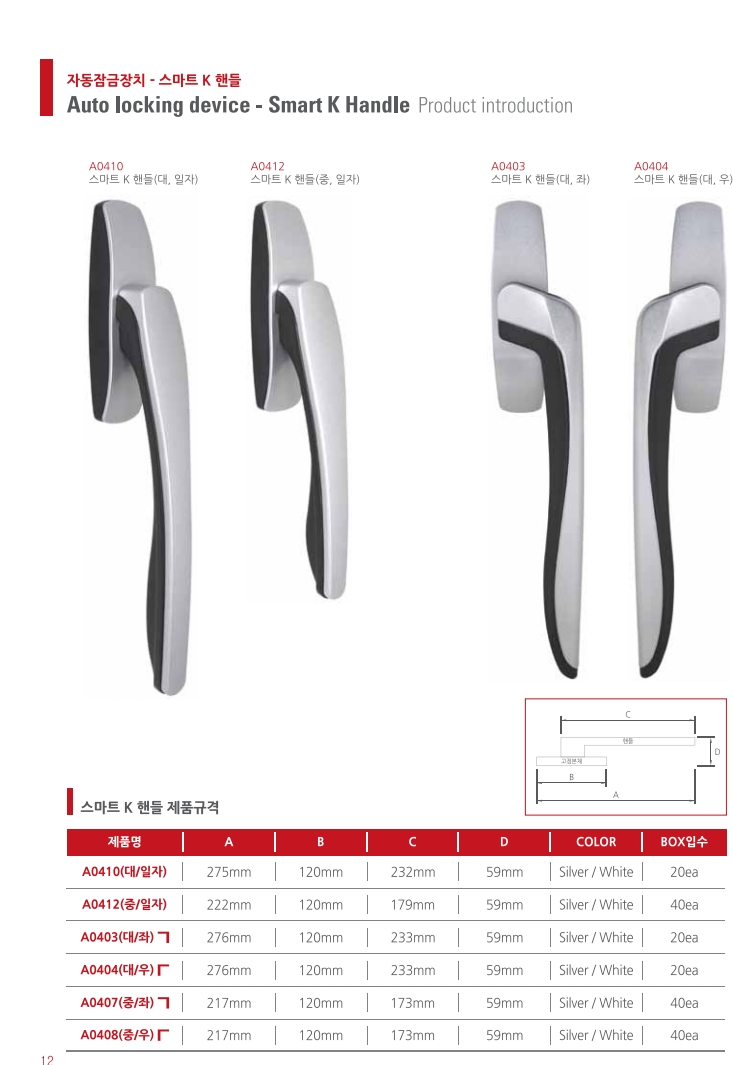 자동잠금장치 - 스마트 K 핸들
Auto locking device - Smart K Handle Product introduction
A0410
스마트 K 핸들(대, 일자)
A0412
스마트 K 핸들(중, 일자)
A0403
스마트 K 핸들(대, 좌)
A0404
스마트 K 핸들(대, 우)
C
핸들
D
고정본체
B
A
스마트 K 핸들 제품규격
제품명 A B C D COLOR BOX입수
A0410(대/일자) 275mm 120mm 232mm 59mm Silver / White 20ea
A0412(중/일자) 222mm 120mm 179mm 59mm Silver / White 40ea
A0403(대/좌) 276mm 120mm 233mm 59mm Silver / White 20ea
A0404(대/우) 276mm 120mm 233mm 59mm Silver / White 20ea
A0407(중/좌) 217mm 120mm 173mm 59mm Silver / White 40ea
A0408(중/우) 217mm 120mm 173mm 59mm Silver / White 40ea
12